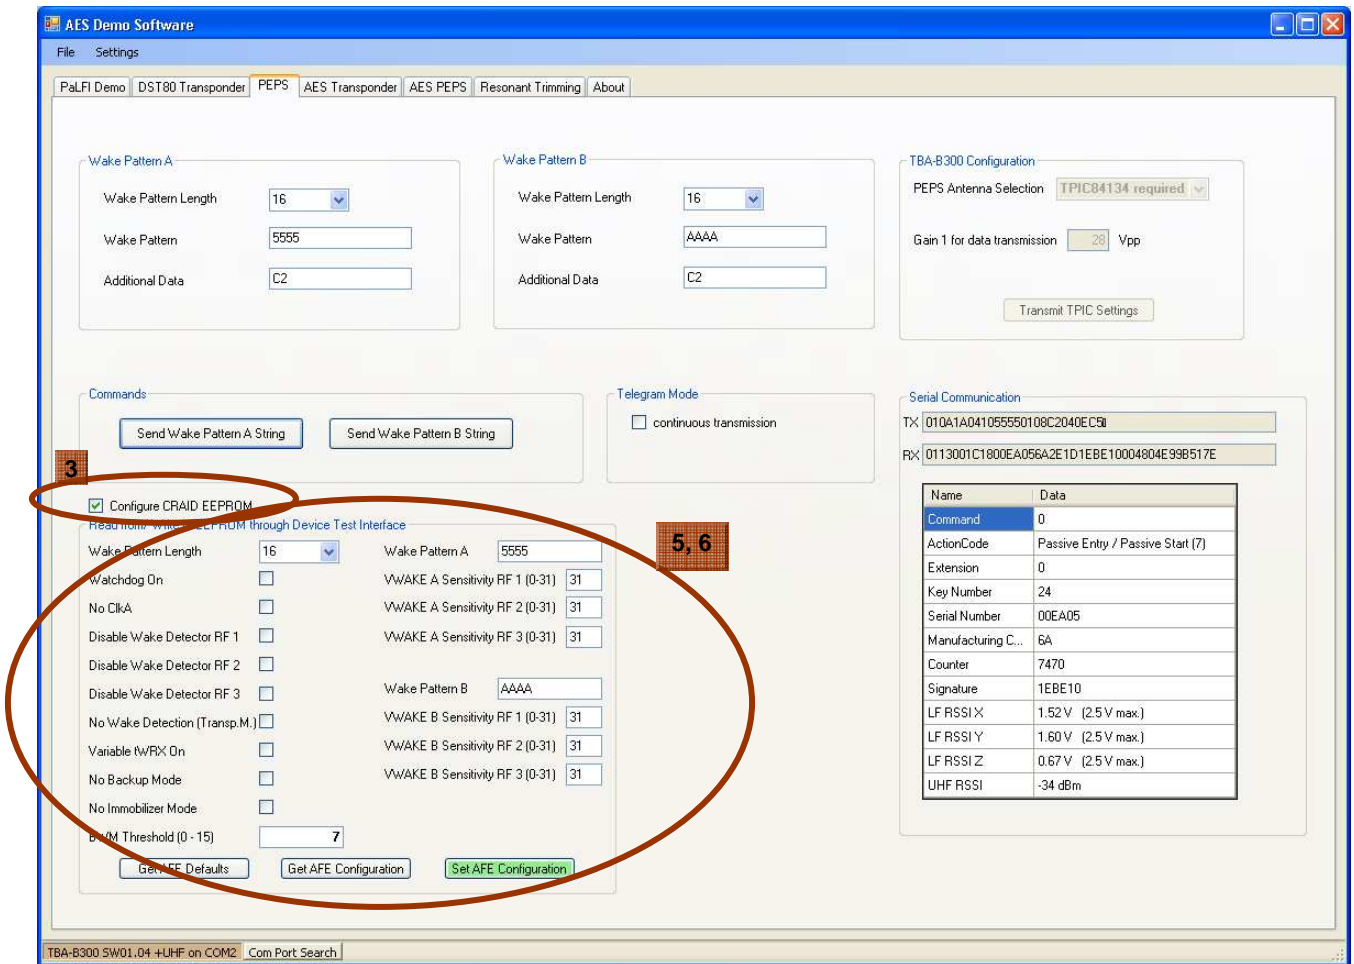 AES Demo Software
File Settings
PaLFI Demo DST80 Transponder PEPS AES Transponder AES PEPS Resonant Trimming About
Wake Pattern A
Wake Pattern Length 16
Wake Pattern 5555
Additional Data C2
Wake Pattern B
Wake Pattern Length 16
Wake Pattern AAAA
Additional Data C2
TBA-B300 Configuration
PEPS Antenna Selection TPIC84134 required
Gain 1 for data transmission 28 Vpp
Transmit TPIC Settings
Commands
Send Wake Pattern A String Send Wake Pattern B String
Telegram Mode
continuous transmission
Serial Communication
TX 010A1A041055550108C2040EC5
RX 0113001C1800EA056A2E1D1EBE10004804E99B517E
Name Data
Command 0
ActionCode Passive Entry / Passive Start (7)
Extension 0
Key Number 24
Serial Number 00EA05
Manufacturing C... 6A
Counter 7470
Signature 1EBE10
LF RSSI X 1.52 V (2.5 V max.)
LF RSSI Y 1.60 V (2.5 V max.)
LF RSSI Z 0.67 V (2.5 V max.)
UHF RSSI -34 dBm
3
Configure CRAID EEPROM
5, 6
Read from/ Write EEPROM through Device Test Interface
Wake Pattern Length 16
Watchdog On
No ClkA
Disable Wake Detector RF 1
Disable Wake Detector RF 2
Disable Wake Detector RF 3
No Wake Detection (Transp.M.)
Variable tWRX On
No Backup Mode
No Immobilizer Mode
Threshold (0 - 15) 7
Wake Pattern A 5555
VWAKE A Sensitivity RF 1 (0-31) 31
VWAKE A Sensitivity RF 2 (0-31) 31
VWAKE A Sensitivity RF 3 (0-31) 31
Wake Pattern B AAAA
VWAKE B Sensitivity RF 1 (0-31) 31
VWAKE B Sensitivity RF 2 (0-31) 31
VWAKE B Sensitivity RF 3 (0-31) 31
Get AFE Defaults Get AFE Configuration Set AFE Configuration
TBA-B300 SW01.04 +UHF on COM2 Com Port Search